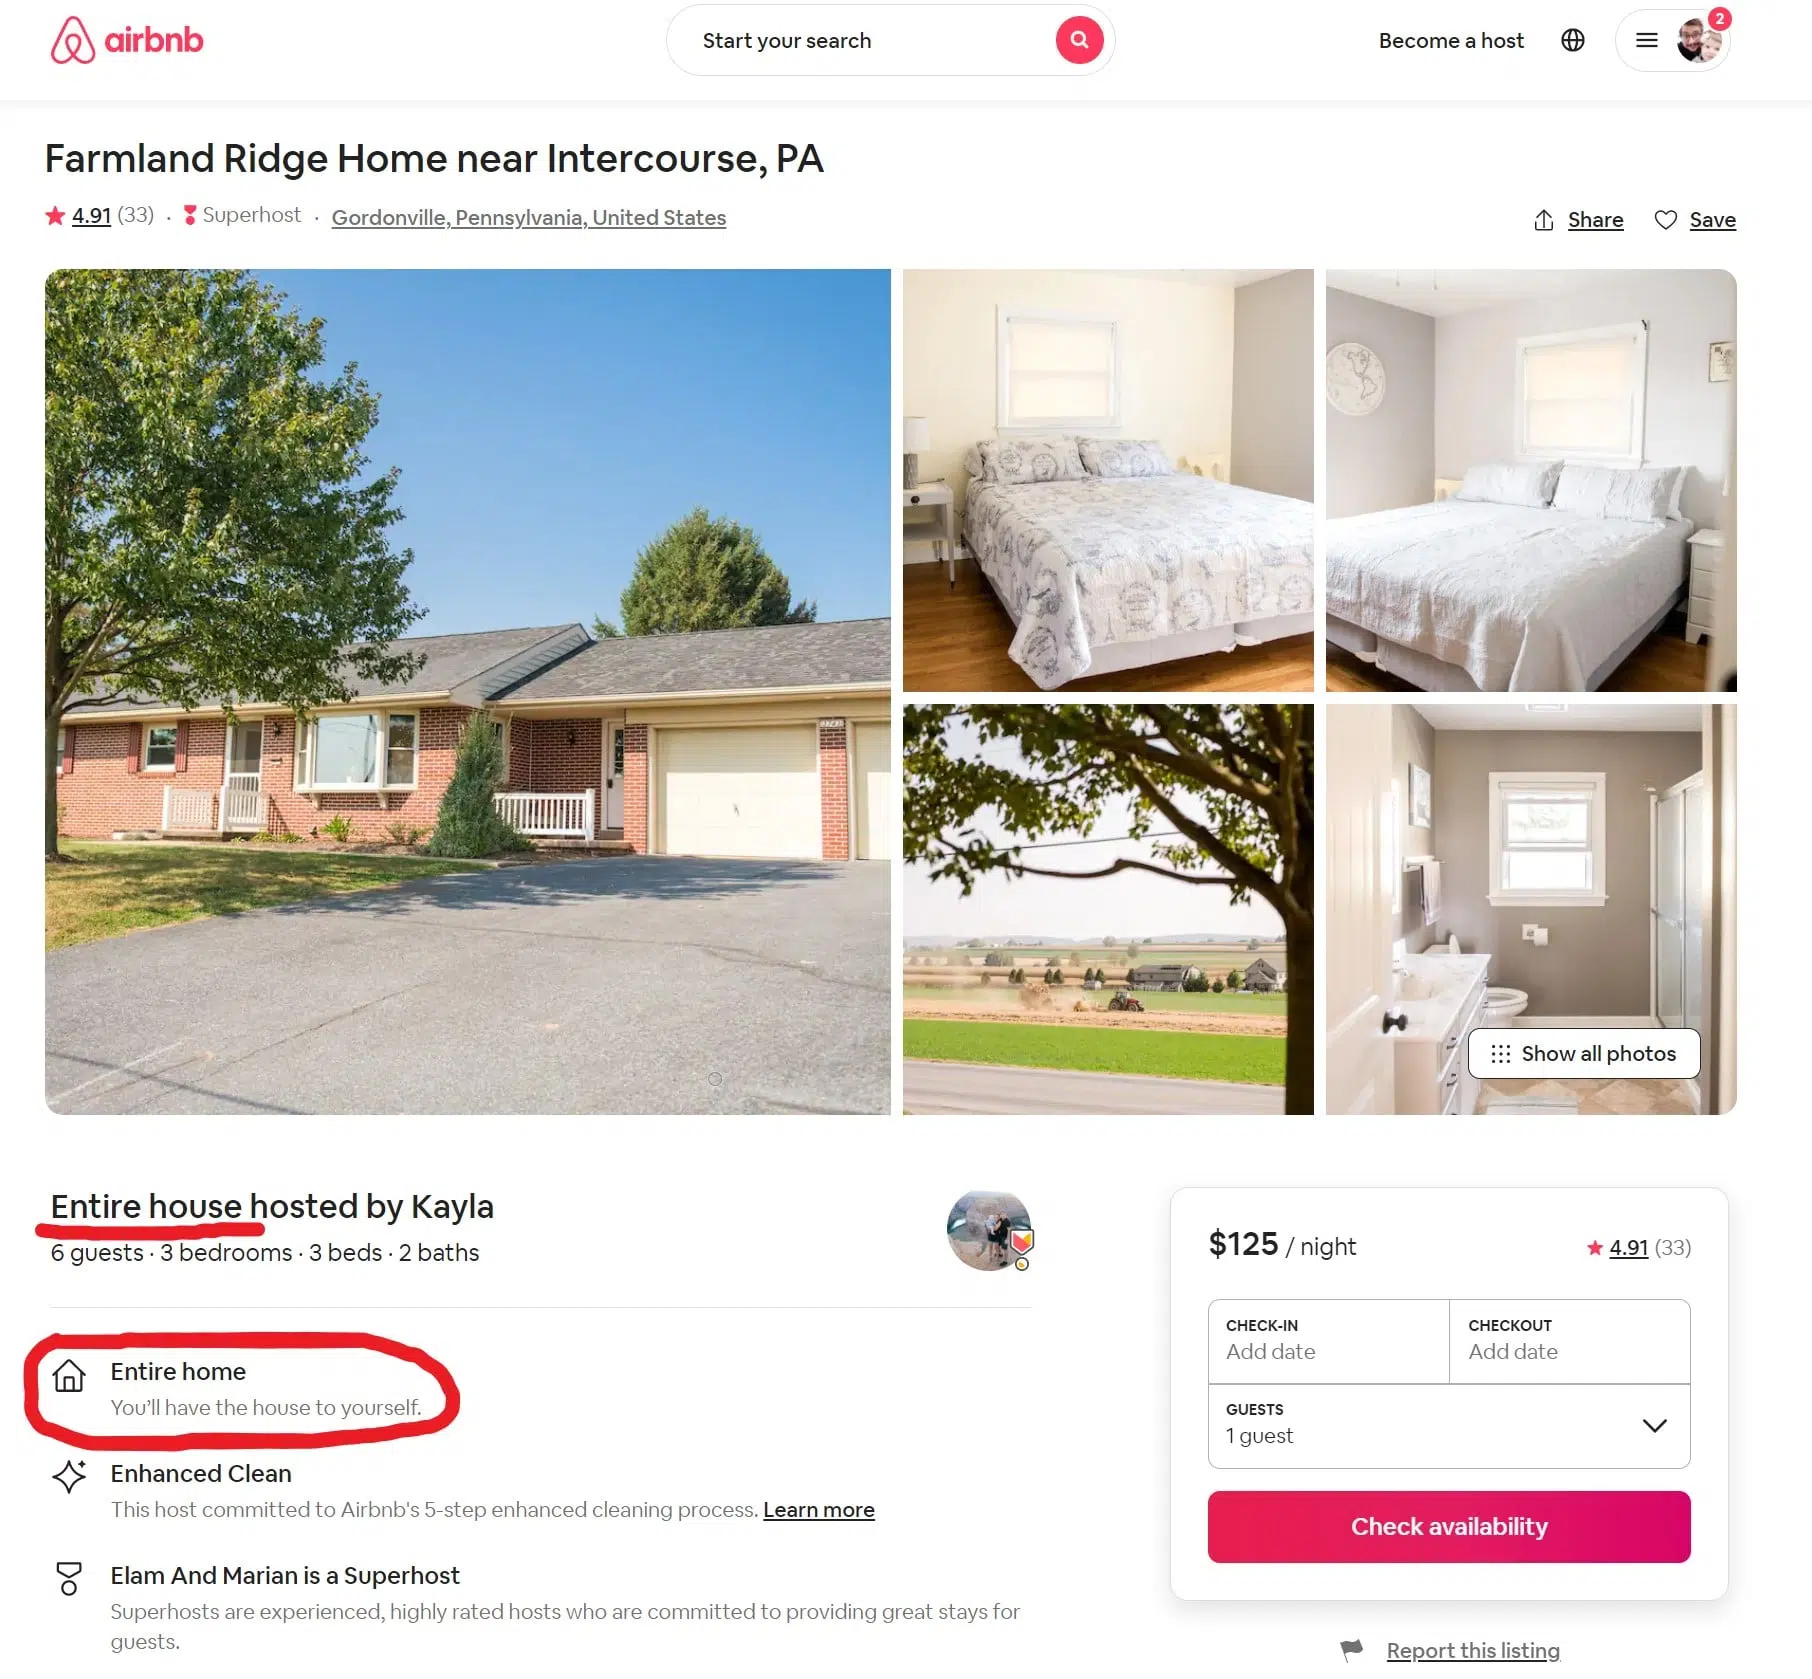 airbnb
Start your search
Become a host
2
Farmland Ridge Home near Intercourse, PA
4.91 (33) · Superhost · Gordonville, Pennsylvania, United States
Share
Save
Show all photos
Entire house hosted by Kayla
6 guests · 3 bedrooms · 3 beds · 2 baths
Entire home
You'll have the house to yourself.
Enhanced Clean
This host committed to Airbnb's 5-step enhanced cleaning process. Learn more
Elam And Marian is a Superhost
Superhosts are experienced, highly rated hosts who are committed to providing great stays for
guests.
$125 / night
4.91 (33)
CHECK-IN
Add date
CHECKOUT
Add date
GUESTS
1 guest
Check availability
Report this listing